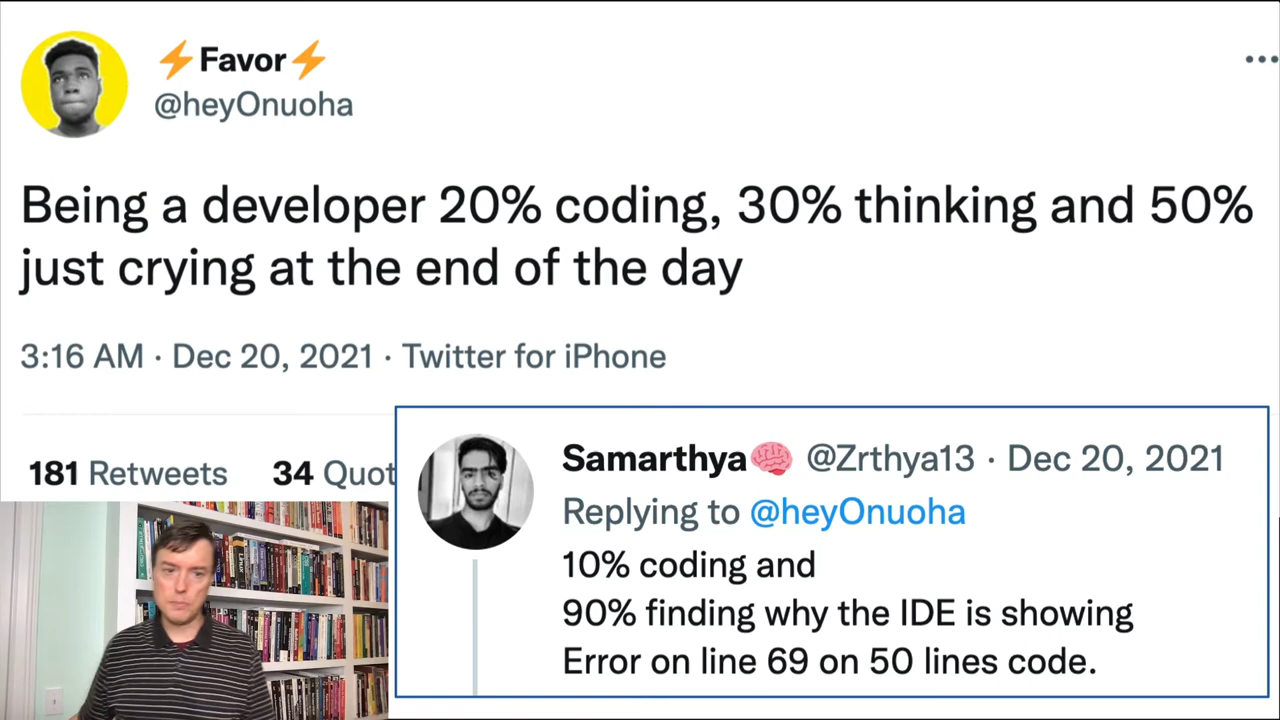 ⚡Favor⚡
@heyOnuoha
Being a developer 20% coding, 30% thinking and 50%
just crying at the end of the day
3:16 AM · Dec 20, 2021 · Twitter for iPhone
181 Retweets 34 Quot
Samarthya🧠 @Zrthya13 · Dec 20, 2021
Replying to @heyOnuoha
10% coding and
90% finding why the IDE is showing
Error on line 69 on 50 lines code.